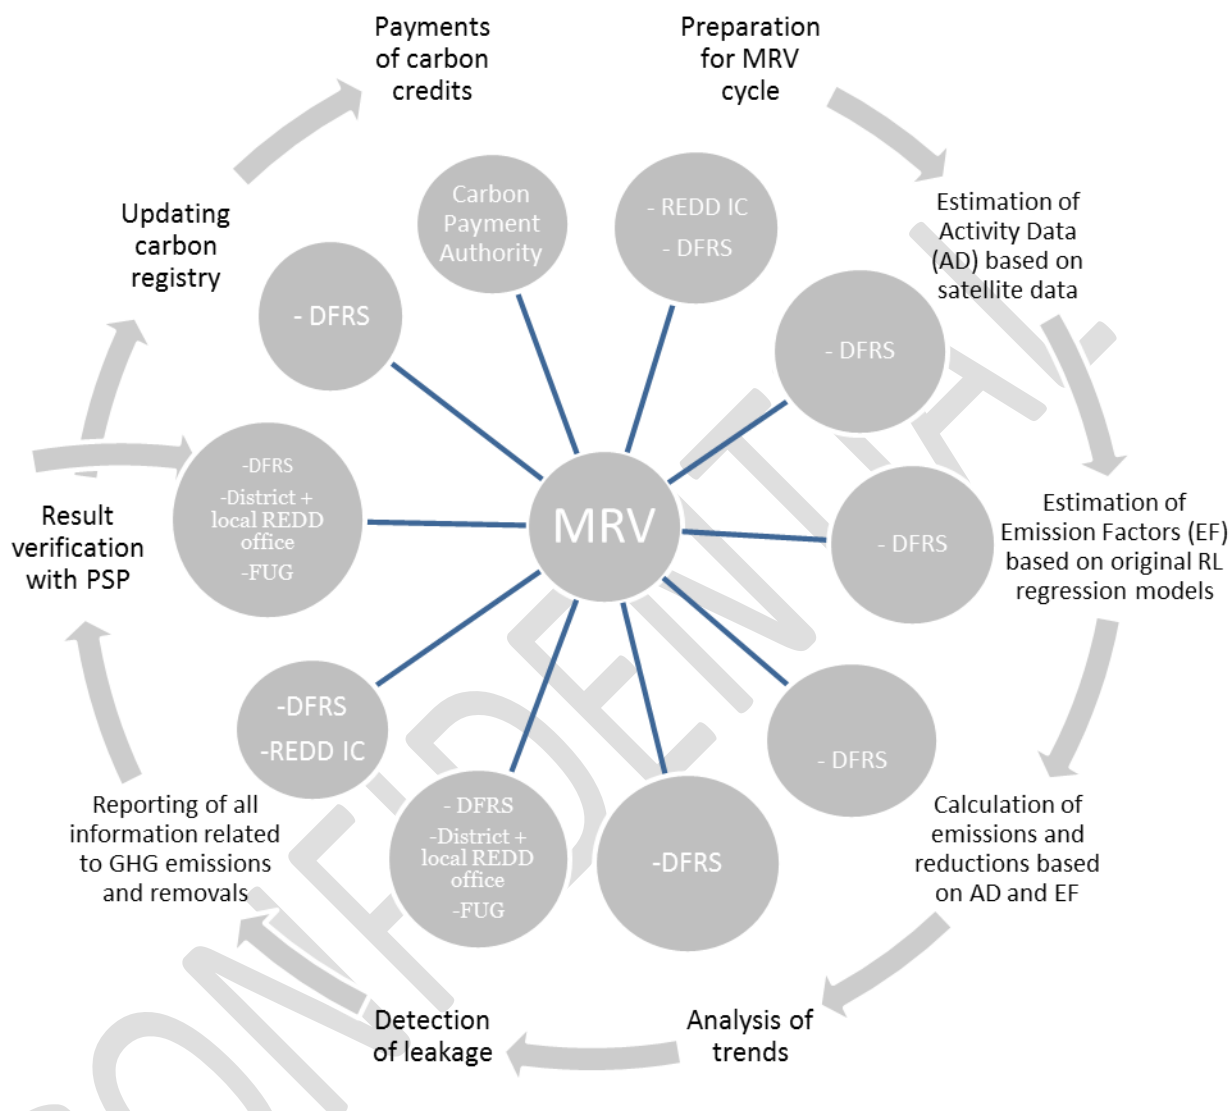 Payments
of carbon
credits
Preparation
for MRV
cycle
Carbon
Payment
Authority
- REDD IC
- DFRS
Estimation of
Activity Data
(AD) based on
satellite data
Updating
carbon
registry
- DFRS
- DFRS
-DFRS
-District +
local REDD
office
-FUG
MRV
- DFRS
Estimation of
Emission Factors (EF)
based on original RL
regression models
Result
verification
with PSP
-DFRS
-REDD IC
- DFRS
Reporting of all
information related
to GHG emissions
and removals
- DFRS
-District +
local REDD
office
-FUG
-DFRS
Calculation of
emissions and
reductions based
on AD and EF
Detection
of leakage
Analysis of
trends
CONFIDENTIAL